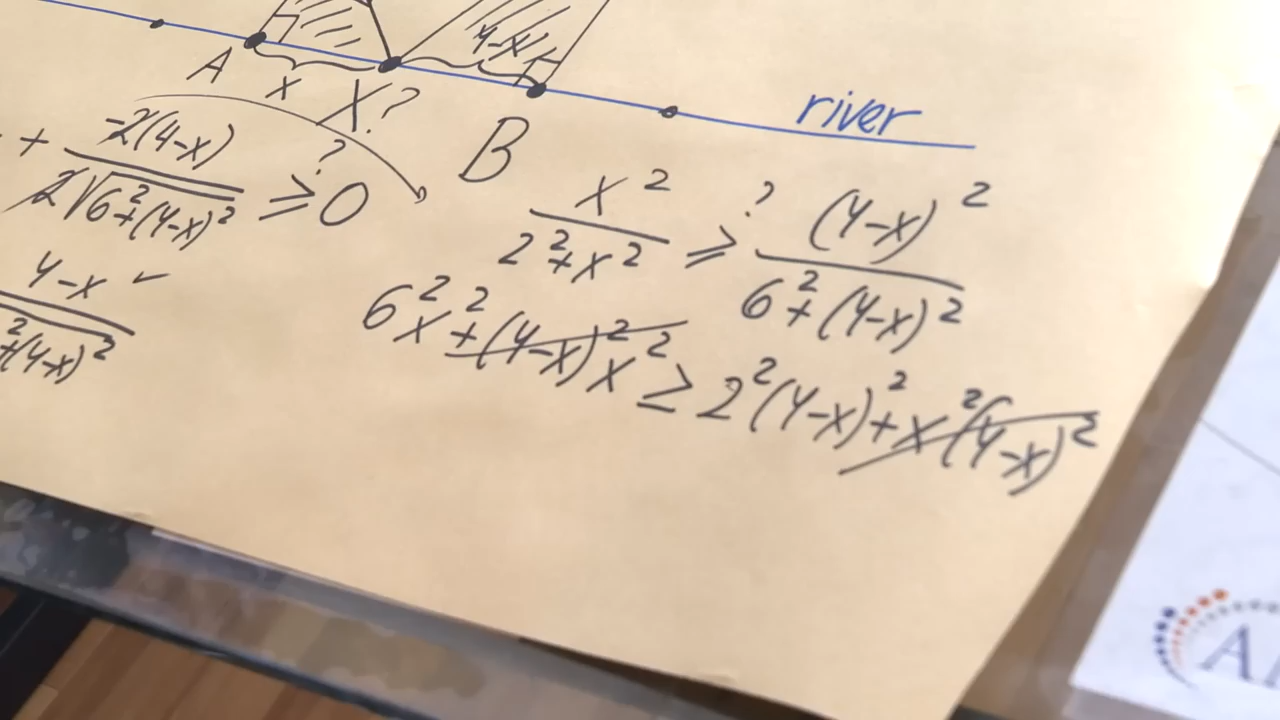 4-x
A
x
X?
B
river
+ -2(4-x) / 2√6²+(4-x)² ≥? 0
4-x
²+(4-x)²
x² / 2²+x² ≥? (4-x)² / 6²+(4-x)²
6²x²+(4-x)²x² ≥ 2²(4-x)²+x²(4-x)²